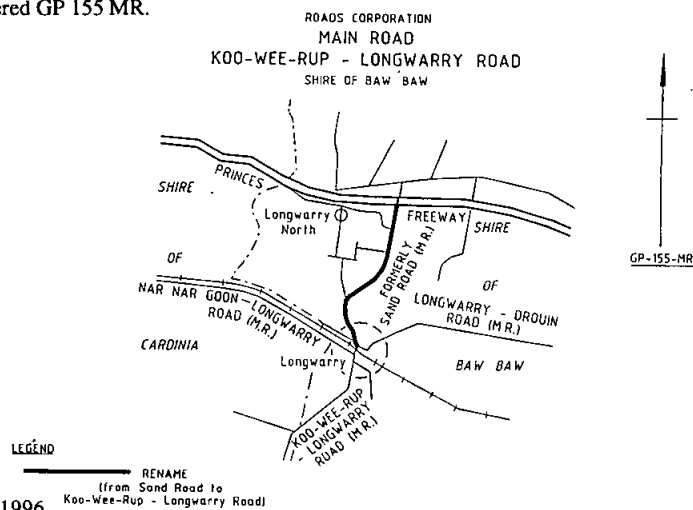 ered GP 155 MR.
ROADS CORPORATION
MAIN ROAD
KOO-WEE-RUP - LONGWARRY ROAD
SHIRE OF BAW BAW
PRINCES
FREEWAY
SHIRE
OF
CARDINIA
Longwarry
North
SHIRE
OF
BAW BAW
FORMERLY
SAND ROAD (M.R.)
GP-155-MR
NAR NAR GOON-LONGWARRY
ROAD (M.R.)
LONGWARRY - DROUIN
ROAD (M.R.)
Longwarry
KOO-WEE-RUP
LONGWARRY
ROAD (M.R.)
LEGEND
RENAME
(from Sand Road to
Koo-Wee-Rup - Longwarry Road)
1996